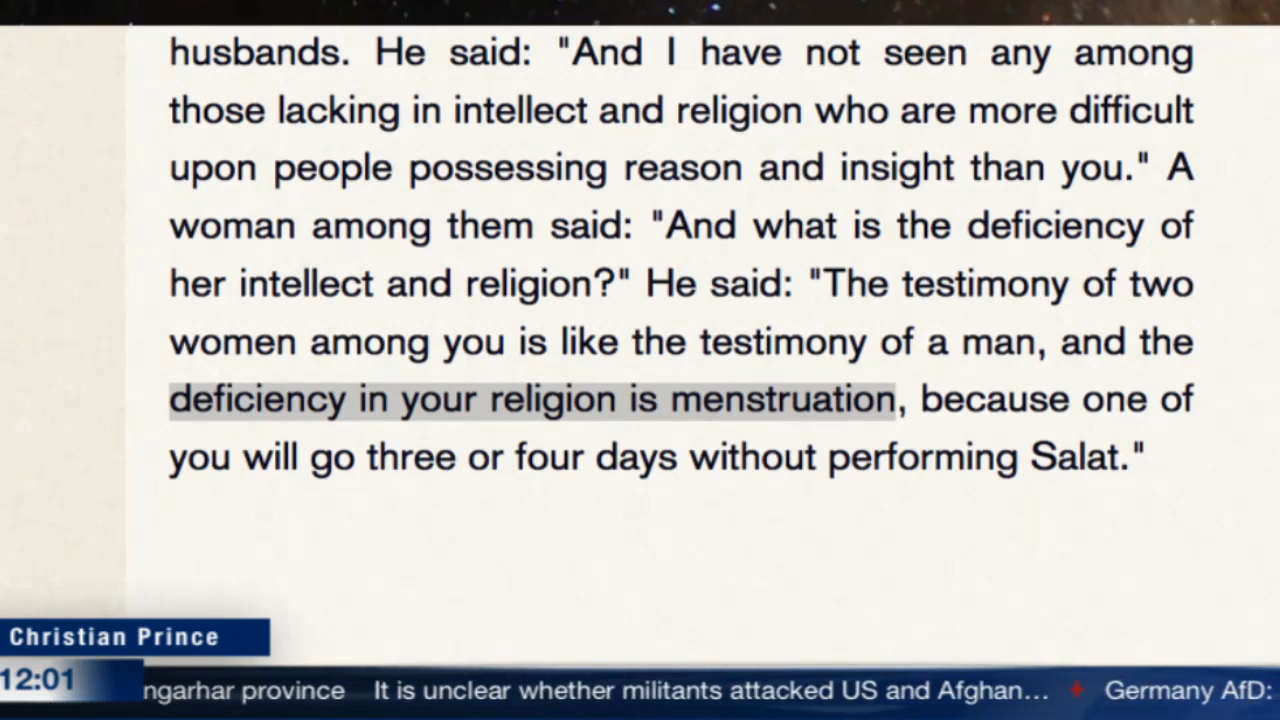 husbands. He said: "And I have not seen any among
those lacking in intellect and religion who are more difficult
upon people possessing reason and insight than you." A
woman among them said: "And what is the deficiency of
her intellect and religion?" He said: "The testimony of two
women among you is like the testimony of a man, and the
deficiency in your religion is menstruation, because one of
you will go three or four days without performing Salat."
Christian Prince
12:01
ngarhar province It is unclear whether militants attacked US and Afghan... Germany AfD: